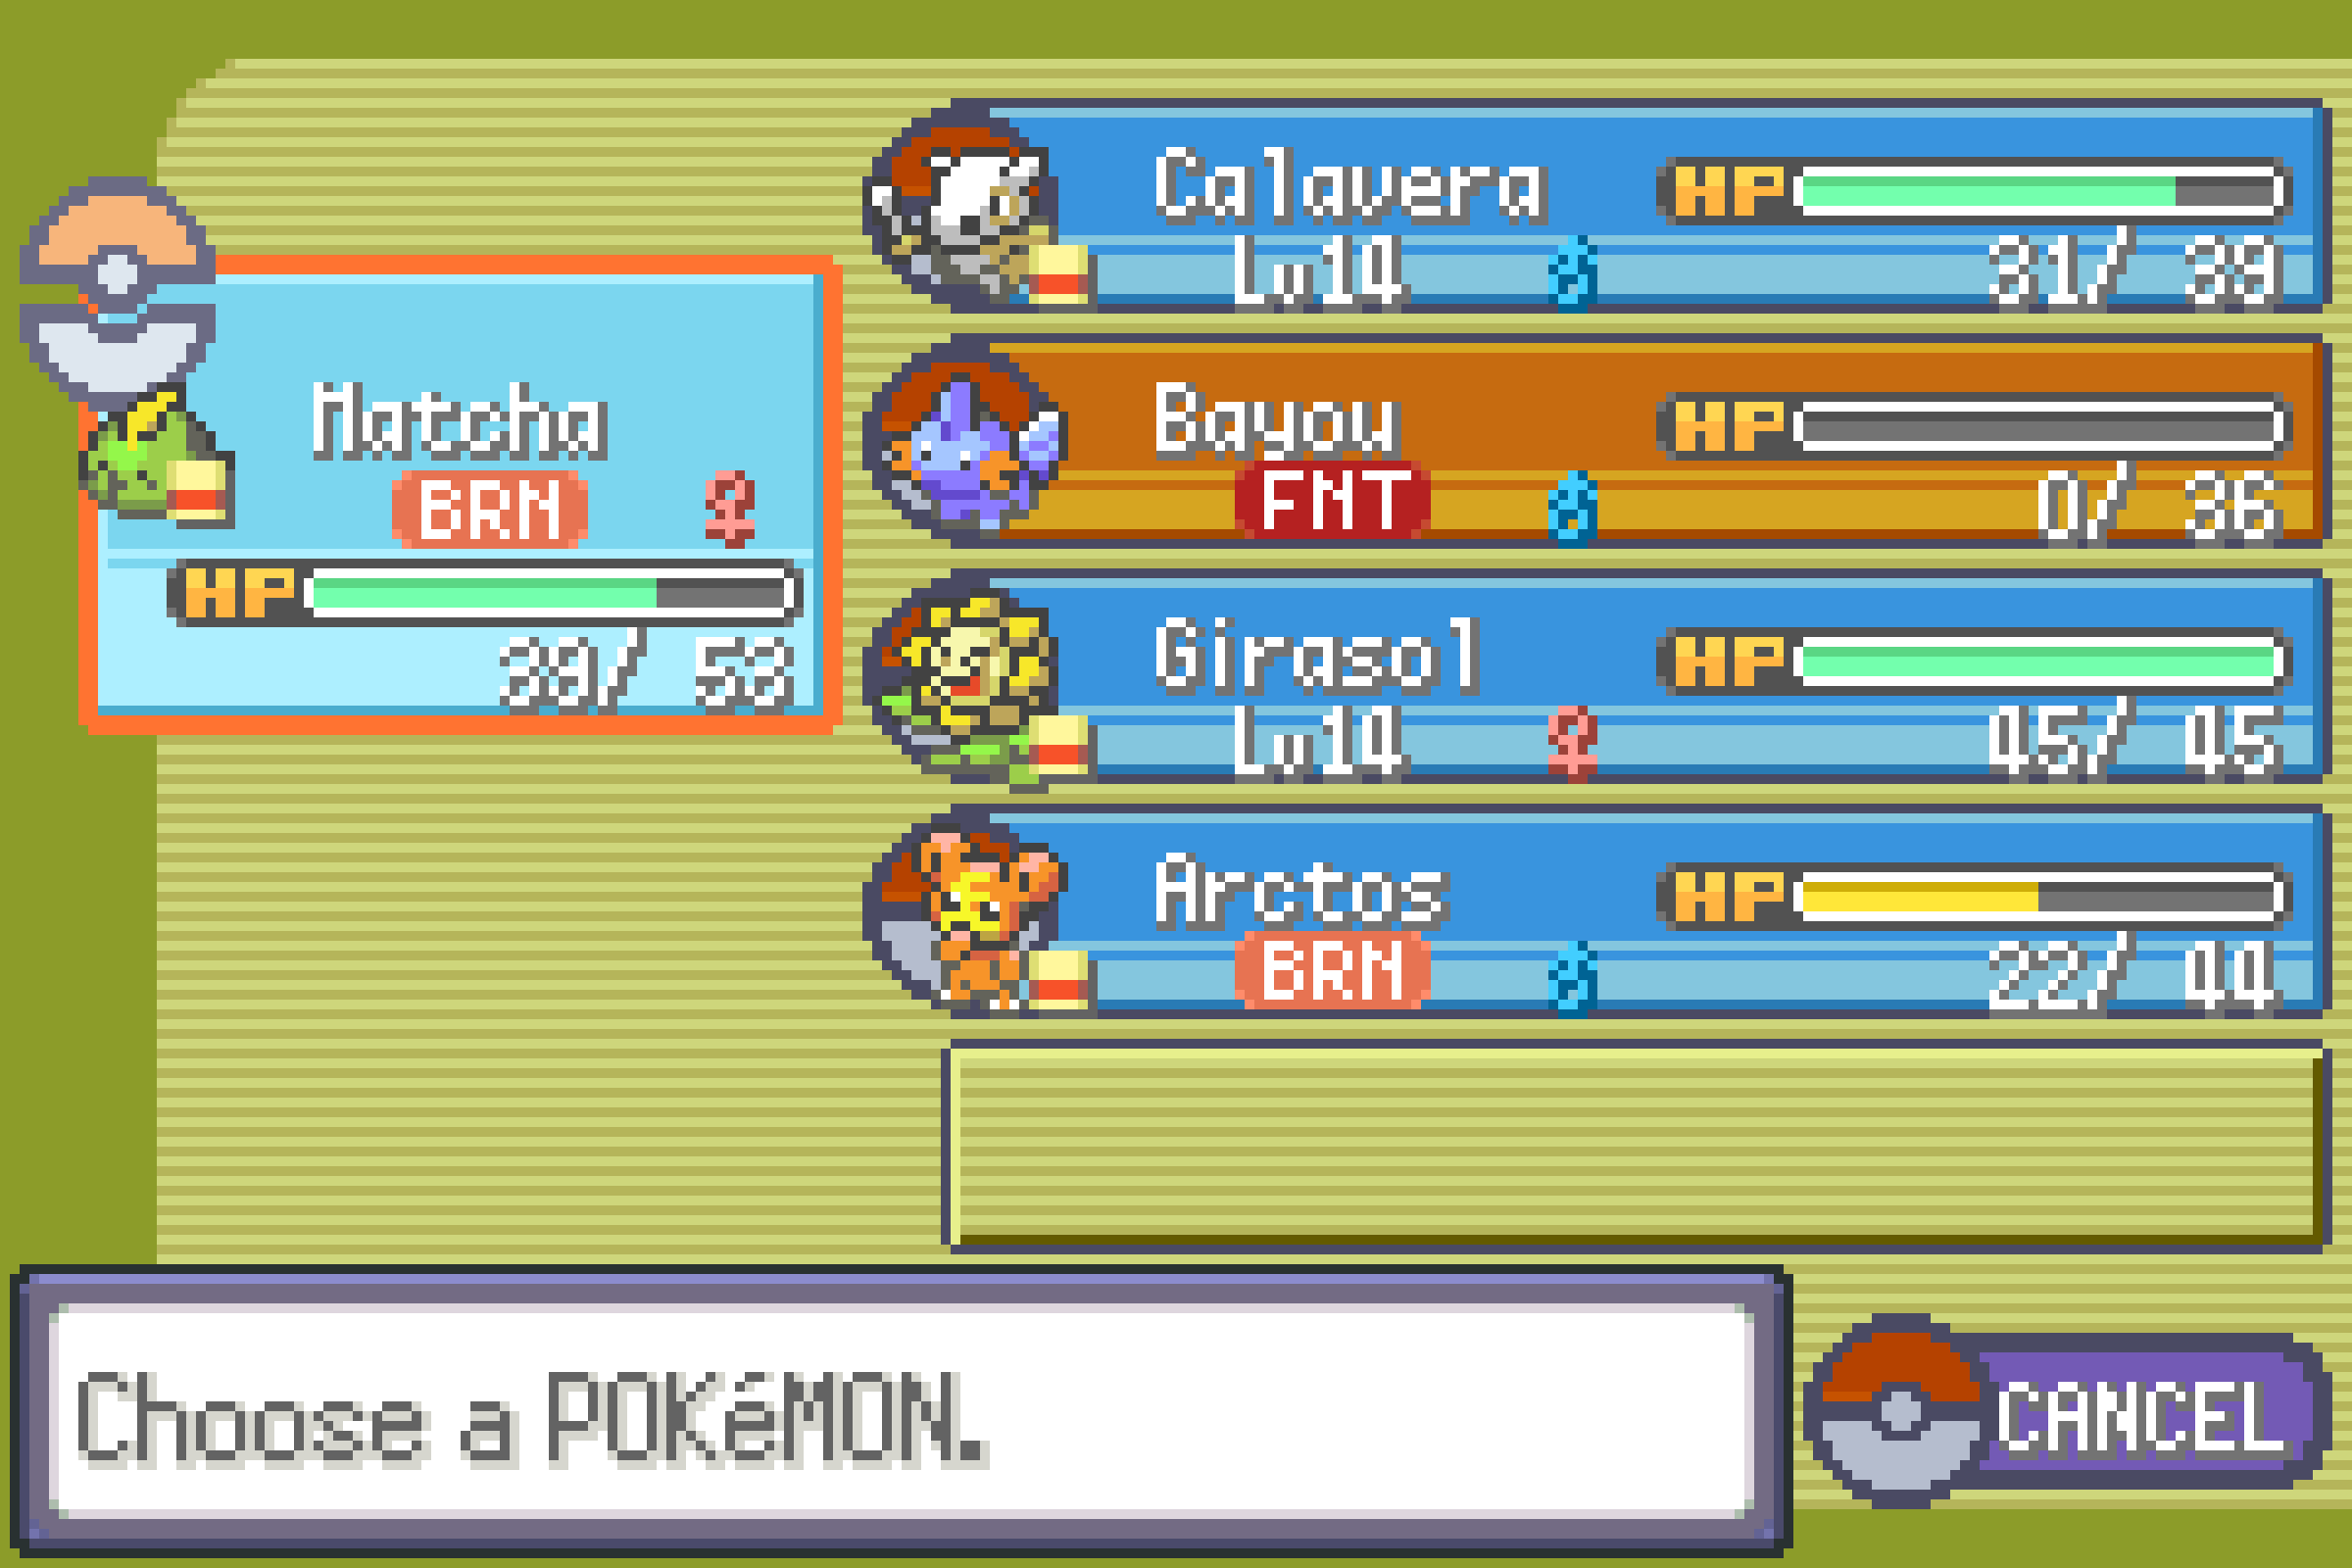 Matcha
BRN ♀
HP
39/ 53
Calavera HP
Lv14 ♂ 31/ 39
Bayou HP
FNT ♂ 0/ 36
Girasol HP
Lv14 ♀ 45/ 45
Arctos HP
BRN ♂ 22/ 44
Choose a POKéMON.
CANCEL